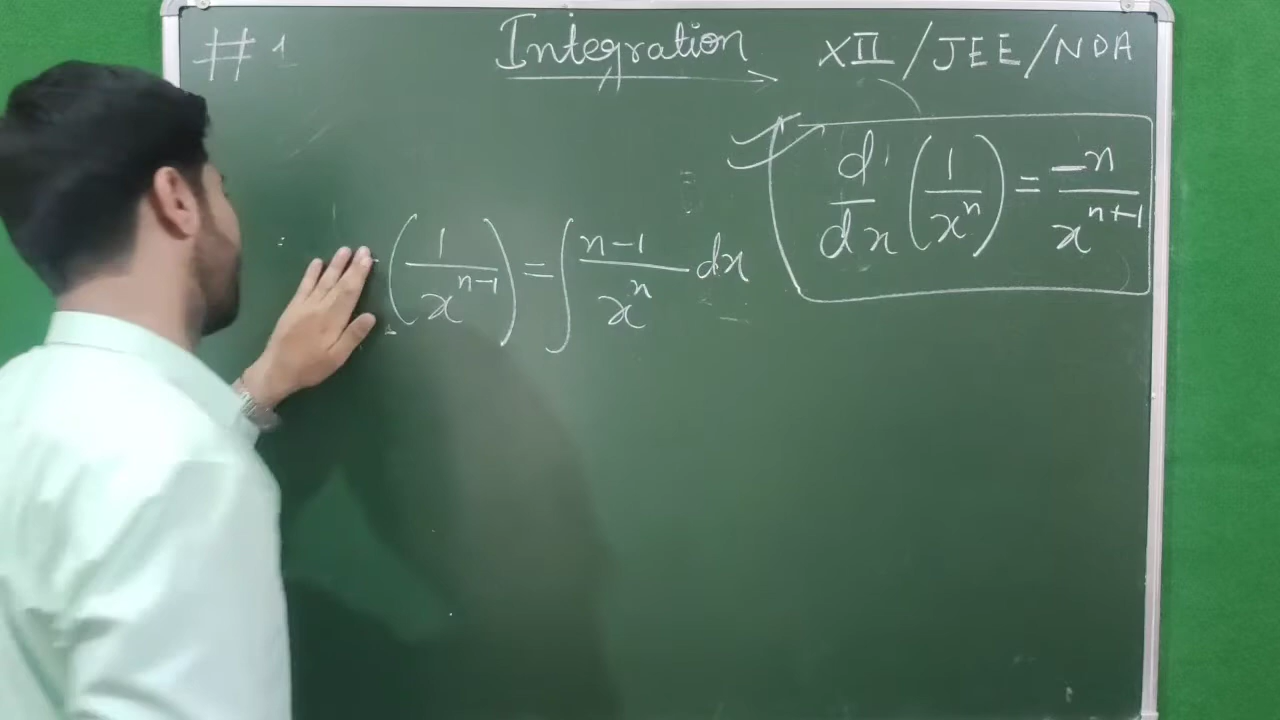 #1 Integration XII/JEE/NDA
d/dx (1/x^n) = -n/x^{n+1}
-(1/x^{n-1}) = ∫ n-1/x^n dx